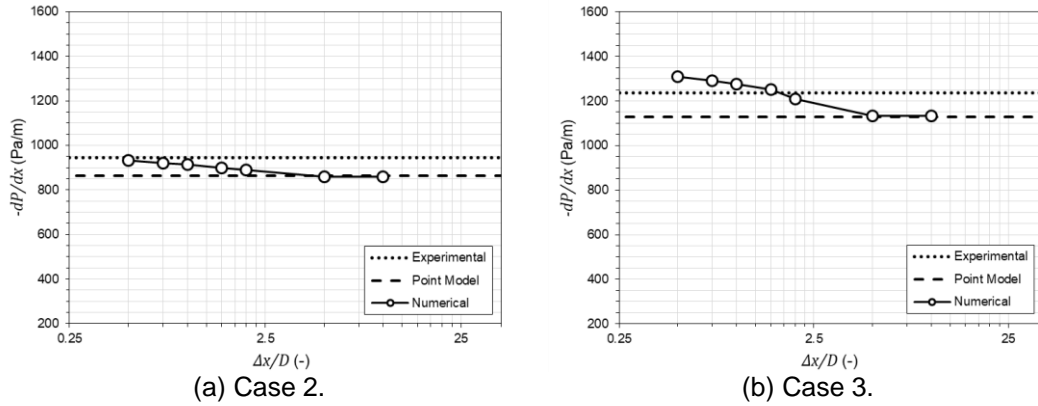 1600
1400
1200
1000
800
600
400
200
-dP/dx (Pa/m)
0.25
2.5
25
Δx/D (-)
Experimental
Point Model
Numerical
(a) Case 2.
1600
1400
1200
1000
800
600
400
200
-dP/dx (Pa/m)
0.25
2.5
25
Δx/D (-)
Experimental
Point Model
Numerical
(b) Case 3.